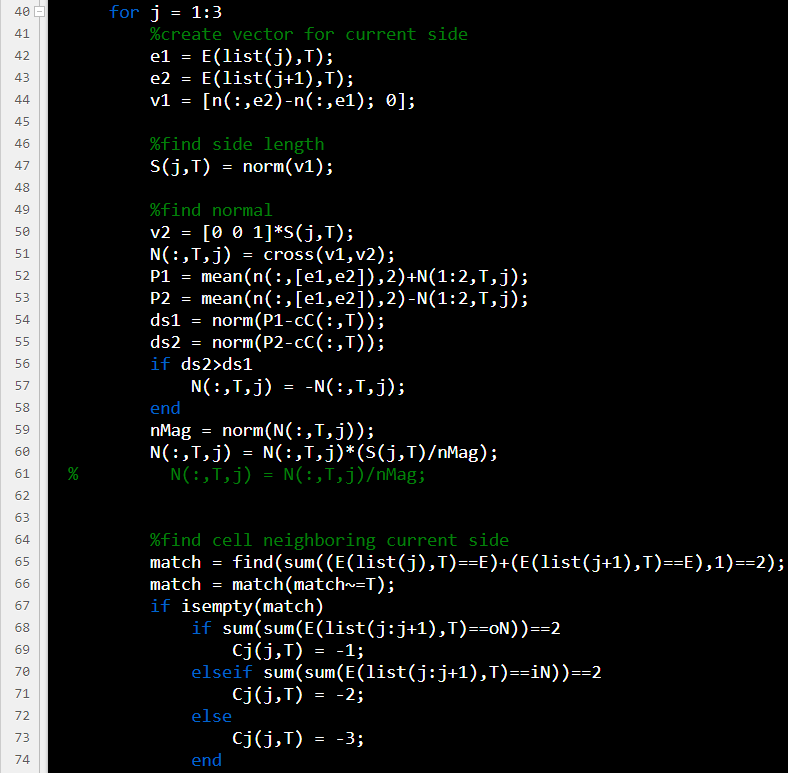 40 for j = 1:3
41 %create vector for current side
42 e1 = E(list(j),T);
43 e2 = E(list(j+1),T);
44 v1 = [n(:,e2)-n(:,e1); 0];
45
46 %find side length
47 S(j,T) = norm(v1);
48
49 %find normal
50 v2 = [0 0 1]*S(j,T);
51 N(:,T,j) = cross(v1,v2);
52 P1 = mean(n(:,[e1,e2]),2)+N(1:2,T,j);
53 P2 = mean(n(:,[e1,e2]),2)-N(1:2,T,j);
54 ds1 = norm(P1-cC(:,T));
55 ds2 = norm(P2-cC(:,T));
56 if ds2>ds1
57 N(:,T,j) = -N(:,T,j);
58 end
59 nMag = norm(N(:,T,j));
60 N(:,T,j) = N(:,T,j)*(S(j,T)/nMag);
61 % N(:,T,j) = N(:,T,j)/nMag;
62
63
64 %find cell neighboring current side
65 match = find(sum((E(list(j),T)==E)+(E(list(j+1),T)==E),1)==2);
66 match = match(match~=T);
67 if isempty(match)
68 if sum(sum(E(list(j:j+1),T)==oN))==2
69 Cj(j,T) = -1;
70 elseif sum(sum(E(list(j:j+1),T)==iN))==2
71 Cj(j,T) = -2;
72 else
73 Cj(j,T) = -3;
74 end